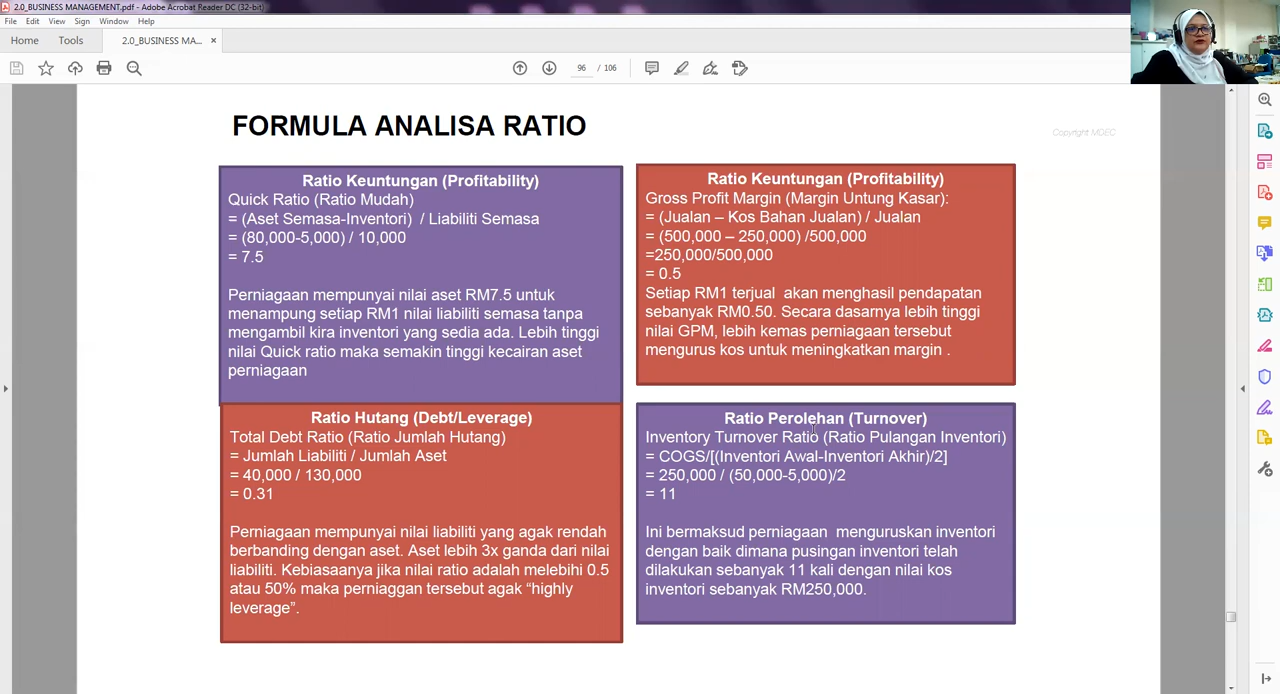 2.0_BUSINESS MANAGEMENT.pdf - Adobe Acrobat Reader DC (32-bit)
File Edit View Sign Window Help
Home Tools 2.0_BUSINESS MA... ×
96 / 106
FORMULA ANALISA RATIO
Copyright MDEC
Ratio Keuntungan (Profitability)
Quick Ratio (Ratio Mudah)
= (Aset Semasa-Inventori) / Liabiliti Semasa
= (80,000-5,000) / 10,000
= 7.5
Perniagaan mempunyai nilai aset RM7.5 untuk
menampung setiap RM1 nilai liabiliti semasa tanpa
mengambil kira inventori yang sedia ada. Lebih tinggi
nilai Quick ratio maka semakin tinggi kecairan aset
perniagaan
Ratio Keuntungan (Profitability)
Gross Profit Margin (Margin Untung Kasar):
= (Jualan – Kos Bahan Jualan) / Jualan
= (500,000 – 250,000) /500,000
=250,000/500,000
= 0.5
Setiap RM1 terjual akan menghasil pendapatan
sebanyak RM0.50. Secara dasarnya lebih tinggi
nilai GPM, lebih kemas perniagaan tersebut
mengurus kos untuk meningkatkan margin .
Ratio Hutang (Debt/Leverage)
Total Debt Ratio (Ratio Jumlah Hutang)
= Jumlah Liabiliti / Jumlah Aset
= 40,000 / 130,000
= 0.31
Perniagaan mempunyai nilai liabiliti yang agak rendah
berbanding dengan aset. Aset lebih 3x ganda dari nilai
liabiliti. Kebiasaanya jika nilai ratio adalah melebihi 0.5
atau 50% maka perniaggan tersebut agak “highly
leverage”.
Ratio Perolehan (Turnover)
Inventory Turnover Ratio (Ratio Pulangan Inventori)
= COGS/[(Inventori Awal-Inventori Akhir)/2]
= 250,000 / (50,000-5,000)/2
= 11
Ini bermaksud perniagaan menguruskan inventori
dengan baik dimana pusingan inventori telah
dilakukan sebanyak 11 kali dengan nilai kos
inventori sebanyak RM250,000.